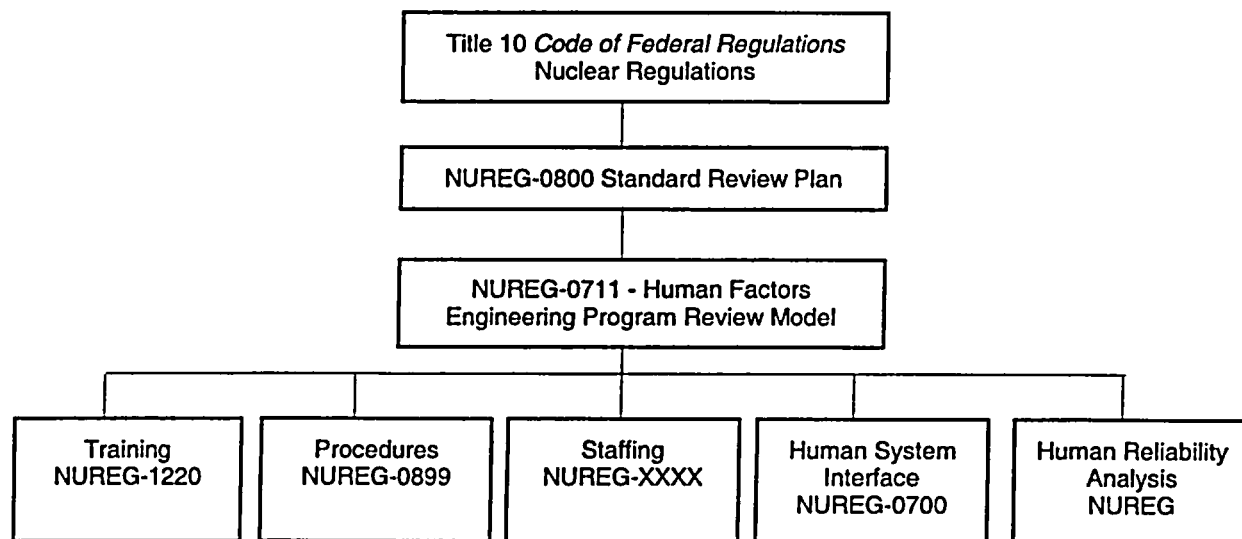 Title 10 Code of Federal Regulations
Nuclear Regulations
NUREG-0800 Standard Review Plan
NUREG-0711 - Human Factors
Engineering Program Review Model
Training
NUREG-1220
Procedures
NUREG-0899
Staffing
NUREG-XXXX
Human System
Interface
NUREG-0700
Human Reliability
Analysis
NUREG